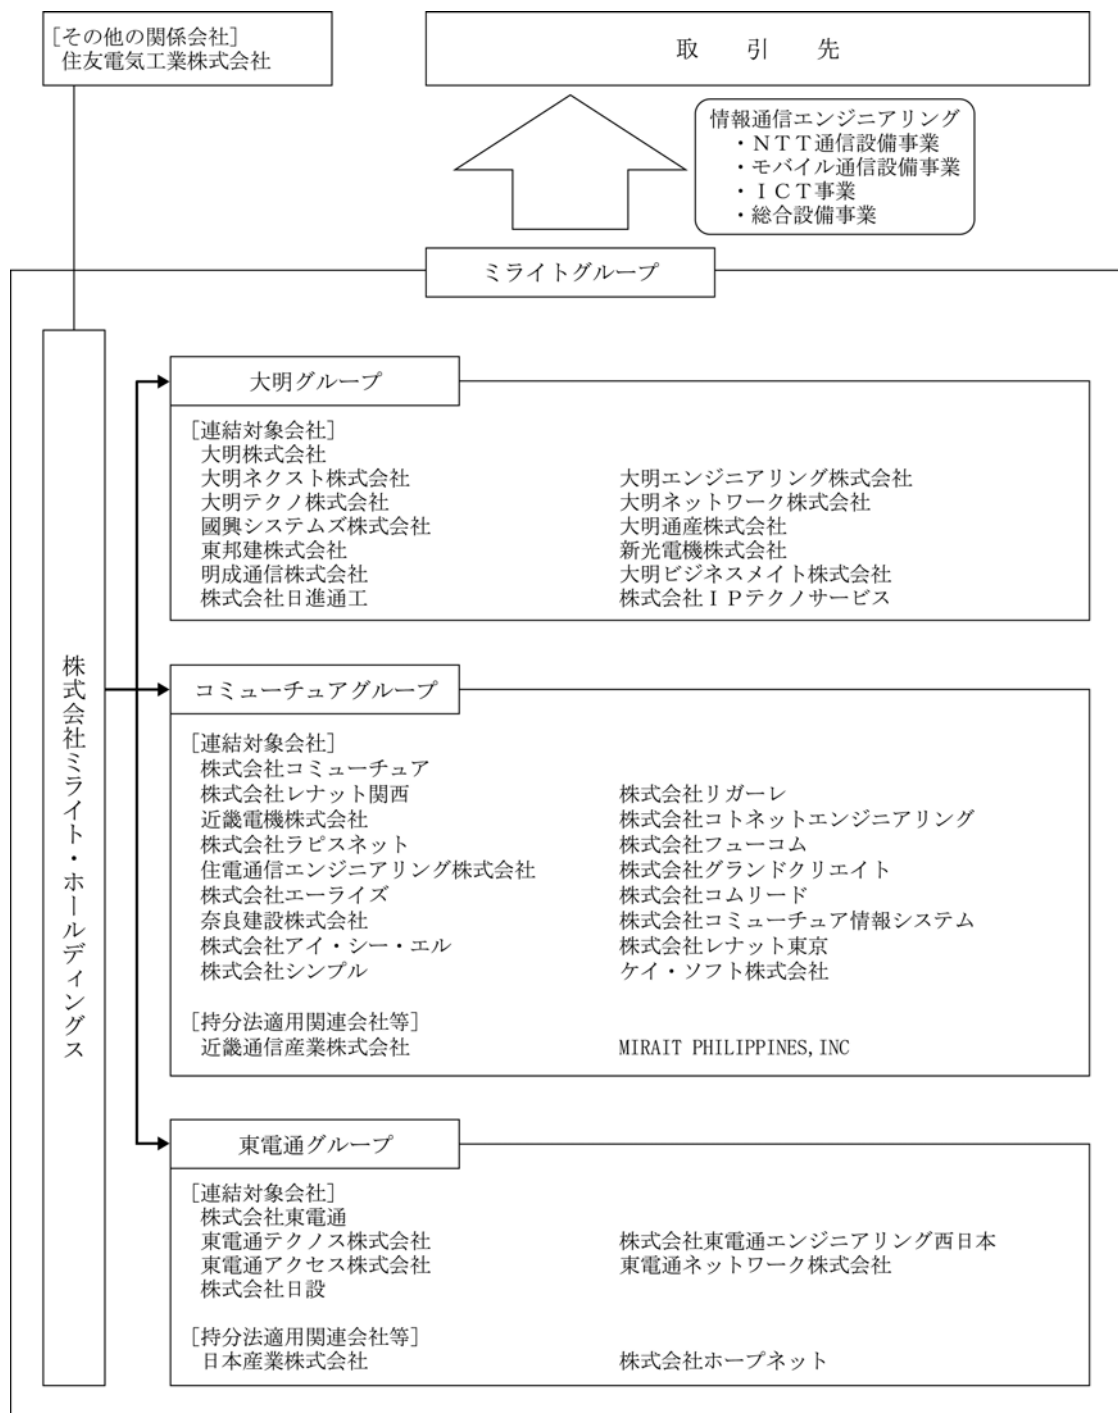 [その他の関係会社]
住友電気工業株式会社
取　引　先
情報通信エンジニアリング
・ＮＴＴ通信設備事業
・モバイル通信設備事業
・ＩＣＴ事業
・総合設備事業
ミライトグループ
株式会社ミライト・ホールディングス
大明グループ
[連結対象会社]
大明株式会社
大明ネクスト株式会社　大明エンジニアリング株式会社
大明テクノ株式会社　大明ネットワーク株式会社
國興システムズ株式会社　大明通産株式会社
東邦建株式会社　新光電機株式会社
明成通信株式会社　大明ビジネスメイト株式会社
株式会社日進通工　株式会社ＩＰテクノサービス
コミューチュアグループ
[連結対象会社]
株式会社コミューチュア
株式会社レナット関西　株式会社リガーレ
近畿電機株式会社　株式会社コトネットエンジニアリング
株式会社ラピスネット　株式会社フューコム
住電通信エンジニアリング株式会社　株式会社グランドクリエイト
株式会社エーライズ　株式会社コムリード
奈良建設株式会社　株式会社コミューチュア情報システム
株式会社アイ・シー・エル　株式会社レナット東京
株式会社シンプル　ケイ・ソフト株式会社
[持分法適用関連会社等]
近畿通信産業株式会社　MIRAIT PHILIPPINES,INC
東電通グループ
[連結対象会社]
株式会社東電通
東電通テクノス株式会社　株式会社東電通エンジニアリング西日本
東電通アクセス株式会社　東電通ネットワーク株式会社
株式会社日設
[持分法適用関連会社等]
日本産業株式会社　株式会社ホープネット